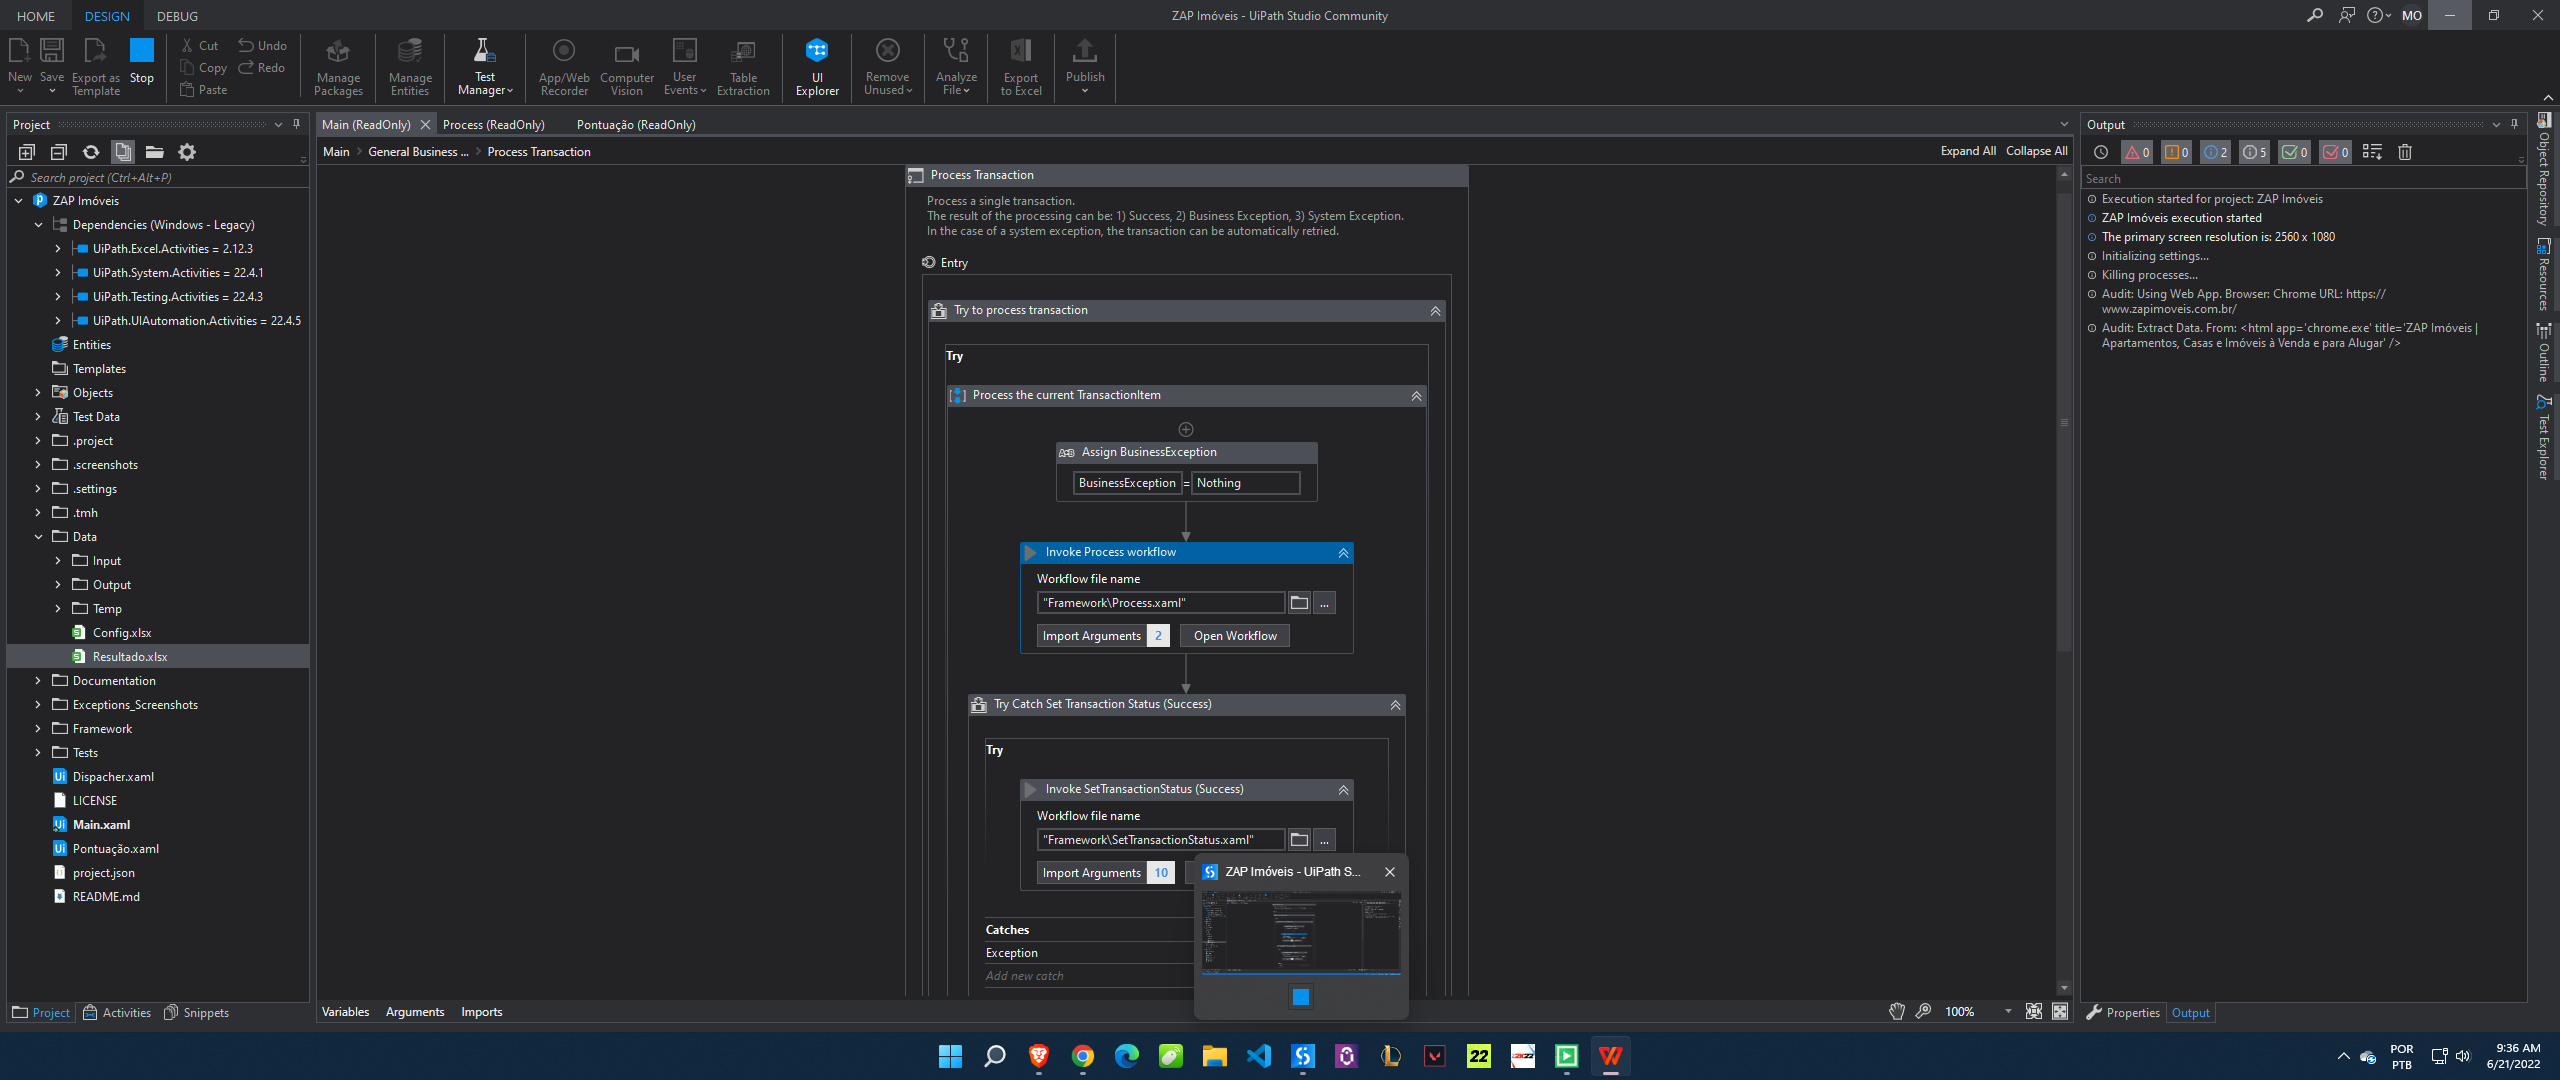 HOME DESIGN DEBUG
ZAP Imóveis - UiPath Studio Community
MO
New
Save
Export as Template
Stop
Cut
Copy
Paste
Undo
Redo
Manage Packages
Manage Entities
Test Manager
App/Web Recorder
Computer Vision
User Events
Table Extraction
UI Explorer
Remove Unused
Analyze File
Export to Excel
Publish
Project
Search project (Ctrl+Alt+P)
ZAP Imóveis
Dependencies (Windows - Legacy)
UiPath.Excel.Activities = 2.12.3
UiPath.System.Activities = 22.4.1
UiPath.Testing.Activities = 22.4.3
UiPath.UIAutomation.Activities = 22.4.5
Entities
Templates
Objects
Test Data
.project
.screenshots
.settings
.tmh
Data
Input
Output
Temp
Config.xlsx
Resultado.xlsx
Documentation
Exceptions_Screenshots
Framework
Tests
Dispacher.xaml
LICENSE
Main.xaml
Pontuação.xaml
project.json
README.md
Project Activities Snippets
Main (ReadOnly) Process (ReadOnly) Pontuação (ReadOnly)
Main > General Business ... > Process Transaction
Expand All Collapse All
Process Transaction
Process a single transaction.
The result of the processing can be: 1) Success, 2) Business Exception, 3) System Exception.
In the case of a system exception, the transaction can be automatically retried.
Entry
Try to process transaction
Try
Process the current TransactionItem
Assign BusinessException
BusinessException = Nothing
Invoke Process workflow
Workflow file name
"Framework\Process.xaml" ...
Import Arguments 2 Open Workflow
Try Catch Set Transaction Status (Success)
Try
Invoke SetTransactionStatus (Success)
Workflow file name
"Framework\SetTransactionStatus.xaml" ...
Import Arguments 10
Catches
Exception
Add new catch
ZAP Imóveis - UiPath S...
Variables Arguments Imports
100%
Output
0 0 2 5 0 0
Search
Execution started for project: ZAP Imóveis
ZAP Imóveis execution started
The primary screen resolution is: 2560 x 1080
Initializing settings...
Killing processes...
Audit: Using Web App. Browser: Chrome URL: https://
www.zapimoveis.com.br/
Audit: Extract Data. From: <html app='chrome.exe' title='ZAP Imóveis |
Apartamentos, Casas e Imóveis à Venda e para Alugar' />
Properties Output
Object Repository
Resources
Outline
Test Explorer
22
2K22
POR
PTB
9:36 AM
6/21/2022